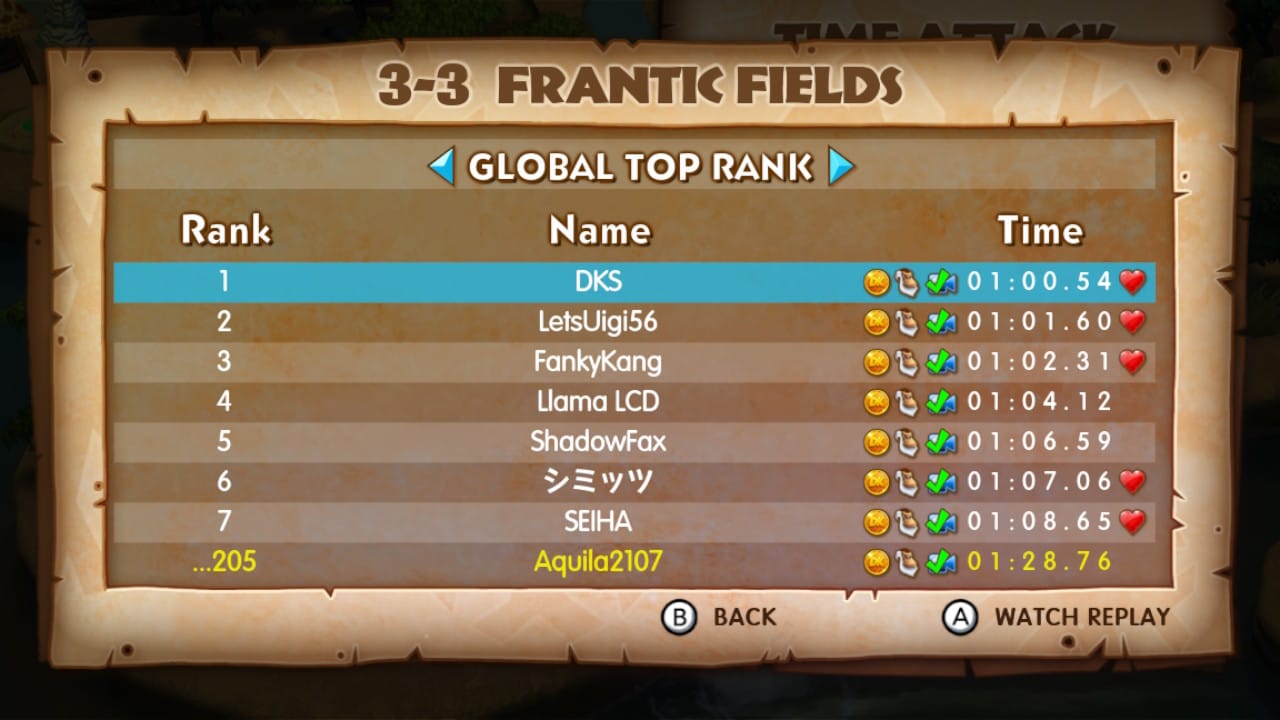 TIME ATTACK
3-3 FRANTIC FIELDS
GLOBAL TOP RANK
Rank Name Time
1 DKS 01:00.54
2 LetsUigi56 01:01.60
3 FankyKang 01:02.31
4 Llama LCD 01:04.12
5 ShadowFax 01:06.59
6 シミッツ 01:07.06
7 SEIHA 01:08.65
...205 Aquila2107 01:28.76
B BACK A WATCH REPLAY